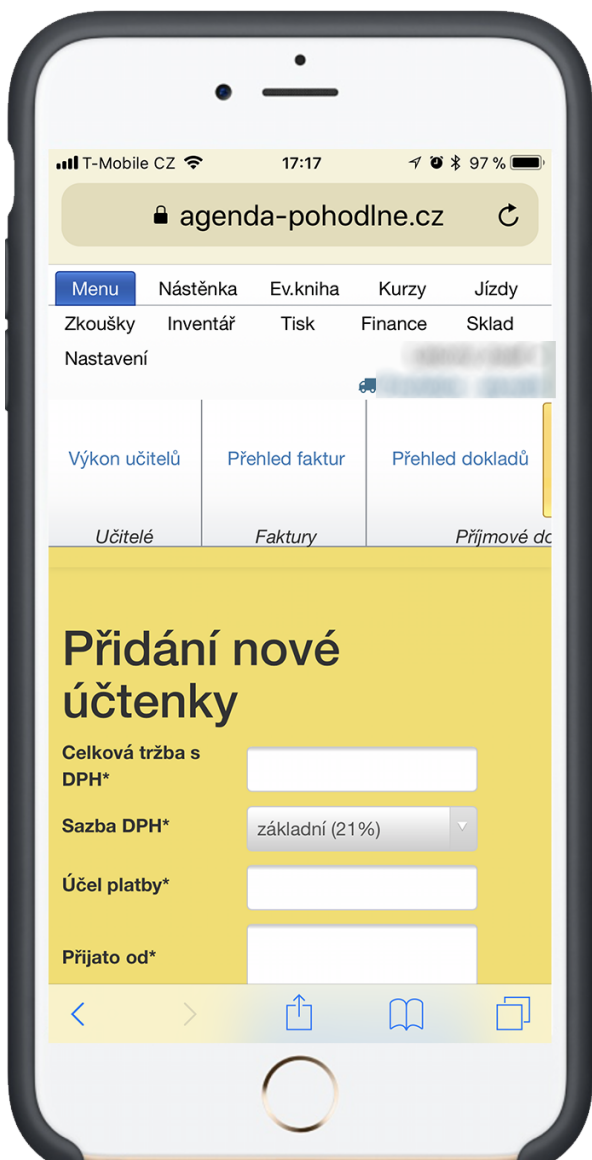 T-Mobile CZ 17:17 97 %
agenda-pohodlne.cz
Menu Nástěnka Ev.kniha Kurzy Jízdy
Zkoušky Inventář Tisk Finance Sklad
Nastavení
Výkon učitelů Přehled faktur Přehled dokladů
Učitelé Faktury Příjmové do
Přidání nové
účtenky
Celková tržba s
DPH*
Sazba DPH* základní (21%)
Účel platby*
Přijato od*